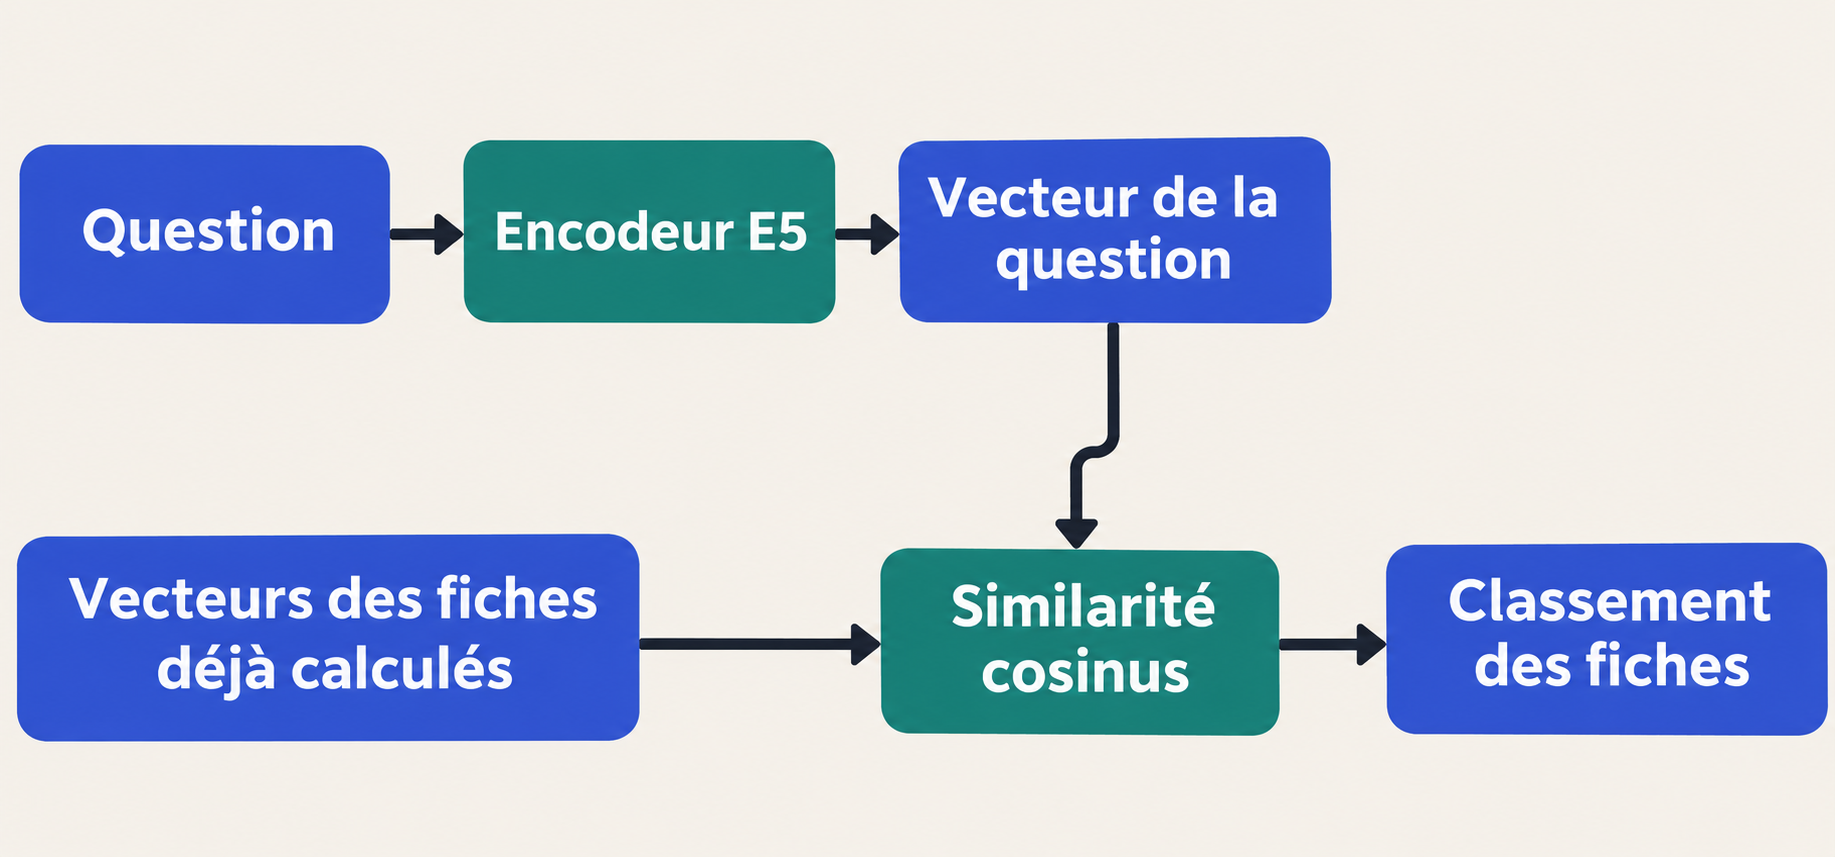 Question
Encodeur E5
Vecteur de la
question
Vecteurs des fiches
déjà calculés
Similarité
cosinus
Classement
des fiches